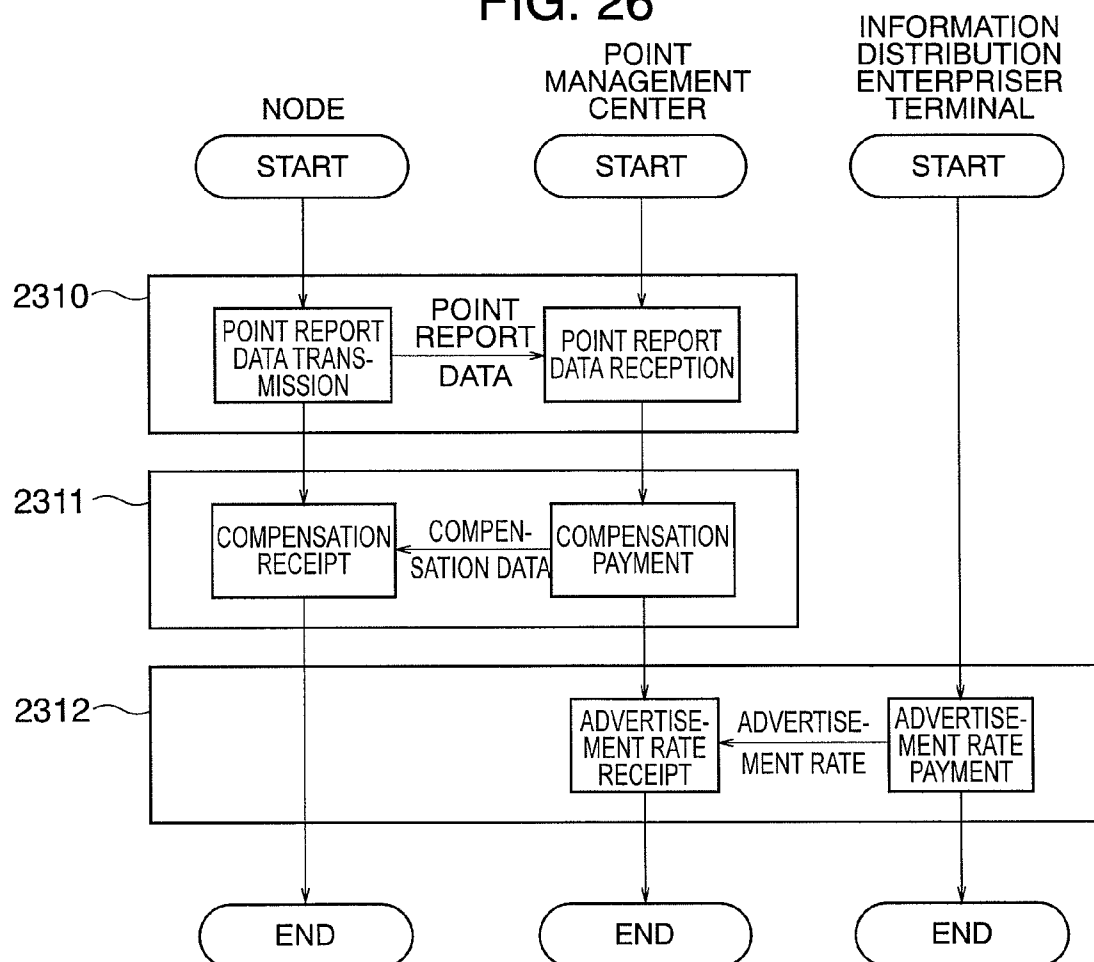 FIG. 26
INFORMATION
DISTRIBUTION
ENTERPRISER
TERMINAL
POINT
MANAGEMENT
CENTER
NODE
START
START
START
2310
POINT REPORT
DATA TRANS-
MISSION
POINT
REPORT
DATA
POINT REPORT
DATA RECEPTION
2311
COMPENSATION
RECEIPT
COMPEN-
SATION DATA
COMPENSATION
PAYMENT
2312
ADVERTISE-
MENT RATE
RECEIPT
ADVERTISE-
MENT RATE
ADVERTISE-
MENT RATE
PAYMENT
END
END
END